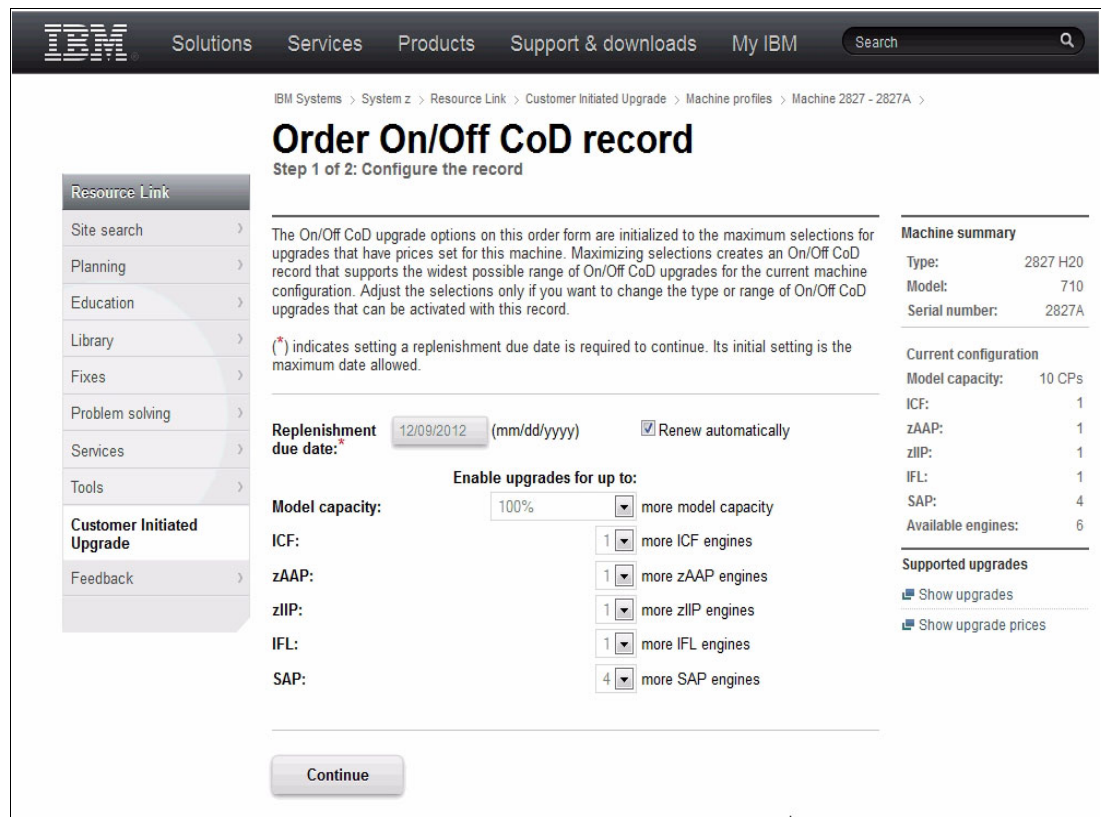 IBM
Solutions Services Products Support & downloads My IBM Search
IBM Systems > System z > Resource Link > Customer Initiated Upgrade > Machine profiles > Machine 2827 - 2827A >
Order On/Off CoD record
Step 1 of 2: Configure the record
Resource Link
Site search
Planning
Education
Library
Fixes
Problem solving
Services
Tools
Customer Initiated
Upgrade
Feedback
The On/Off CoD upgrade options on this order form are initialized to the maximum selections for
upgrades that have prices set for this machine. Maximizing selections creates an On/Off CoD
record that supports the widest possible range of On/Off CoD upgrades for the current machine
configuration. Adjust the selections only if you want to change the type or range of On/Off CoD
upgrades that can be activated with this record.
(*) indicates setting a replenishment due date is required to continue. Its initial setting is the
maximum date allowed.
Replenishment due date:* 12/09/2012 (mm/dd/yyyy) Renew automatically
Enable upgrades for up to:
Model capacity: 100% more model capacity
ICF: 1 more ICF engines
zAAP: 1 more zAAP engines
zIIP: 1 more zIIP engines
IFL: 1 more IFL engines
SAP: 4 more SAP engines
Continue
Machine summary
Type: 2827 H20
Model: 710
Serial number: 2827A
Current configuration
Model capacity: 10 CPs
ICF: 1
zAAP: 1
zIIP: 1
IFL: 1
SAP: 4
Available engines: 6
Supported upgrades
Show upgrades
Show upgrade prices